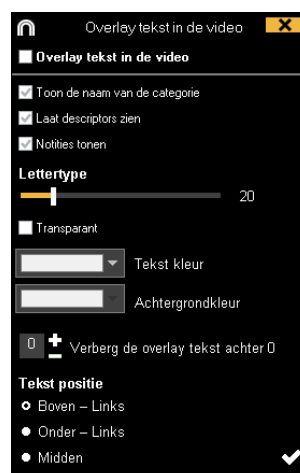 Overlay tekst in de video
Overlay tekst in de video
Toon de naam van de categorie
Laat descriptors zien
Notities tonen
Lettertype
20
Transparant
Tekst kleur
Achtergrondkleur
0 Verberg de overlay tekst achter 0
Tekst positie
Boven – Links
Onder – Links
Midden